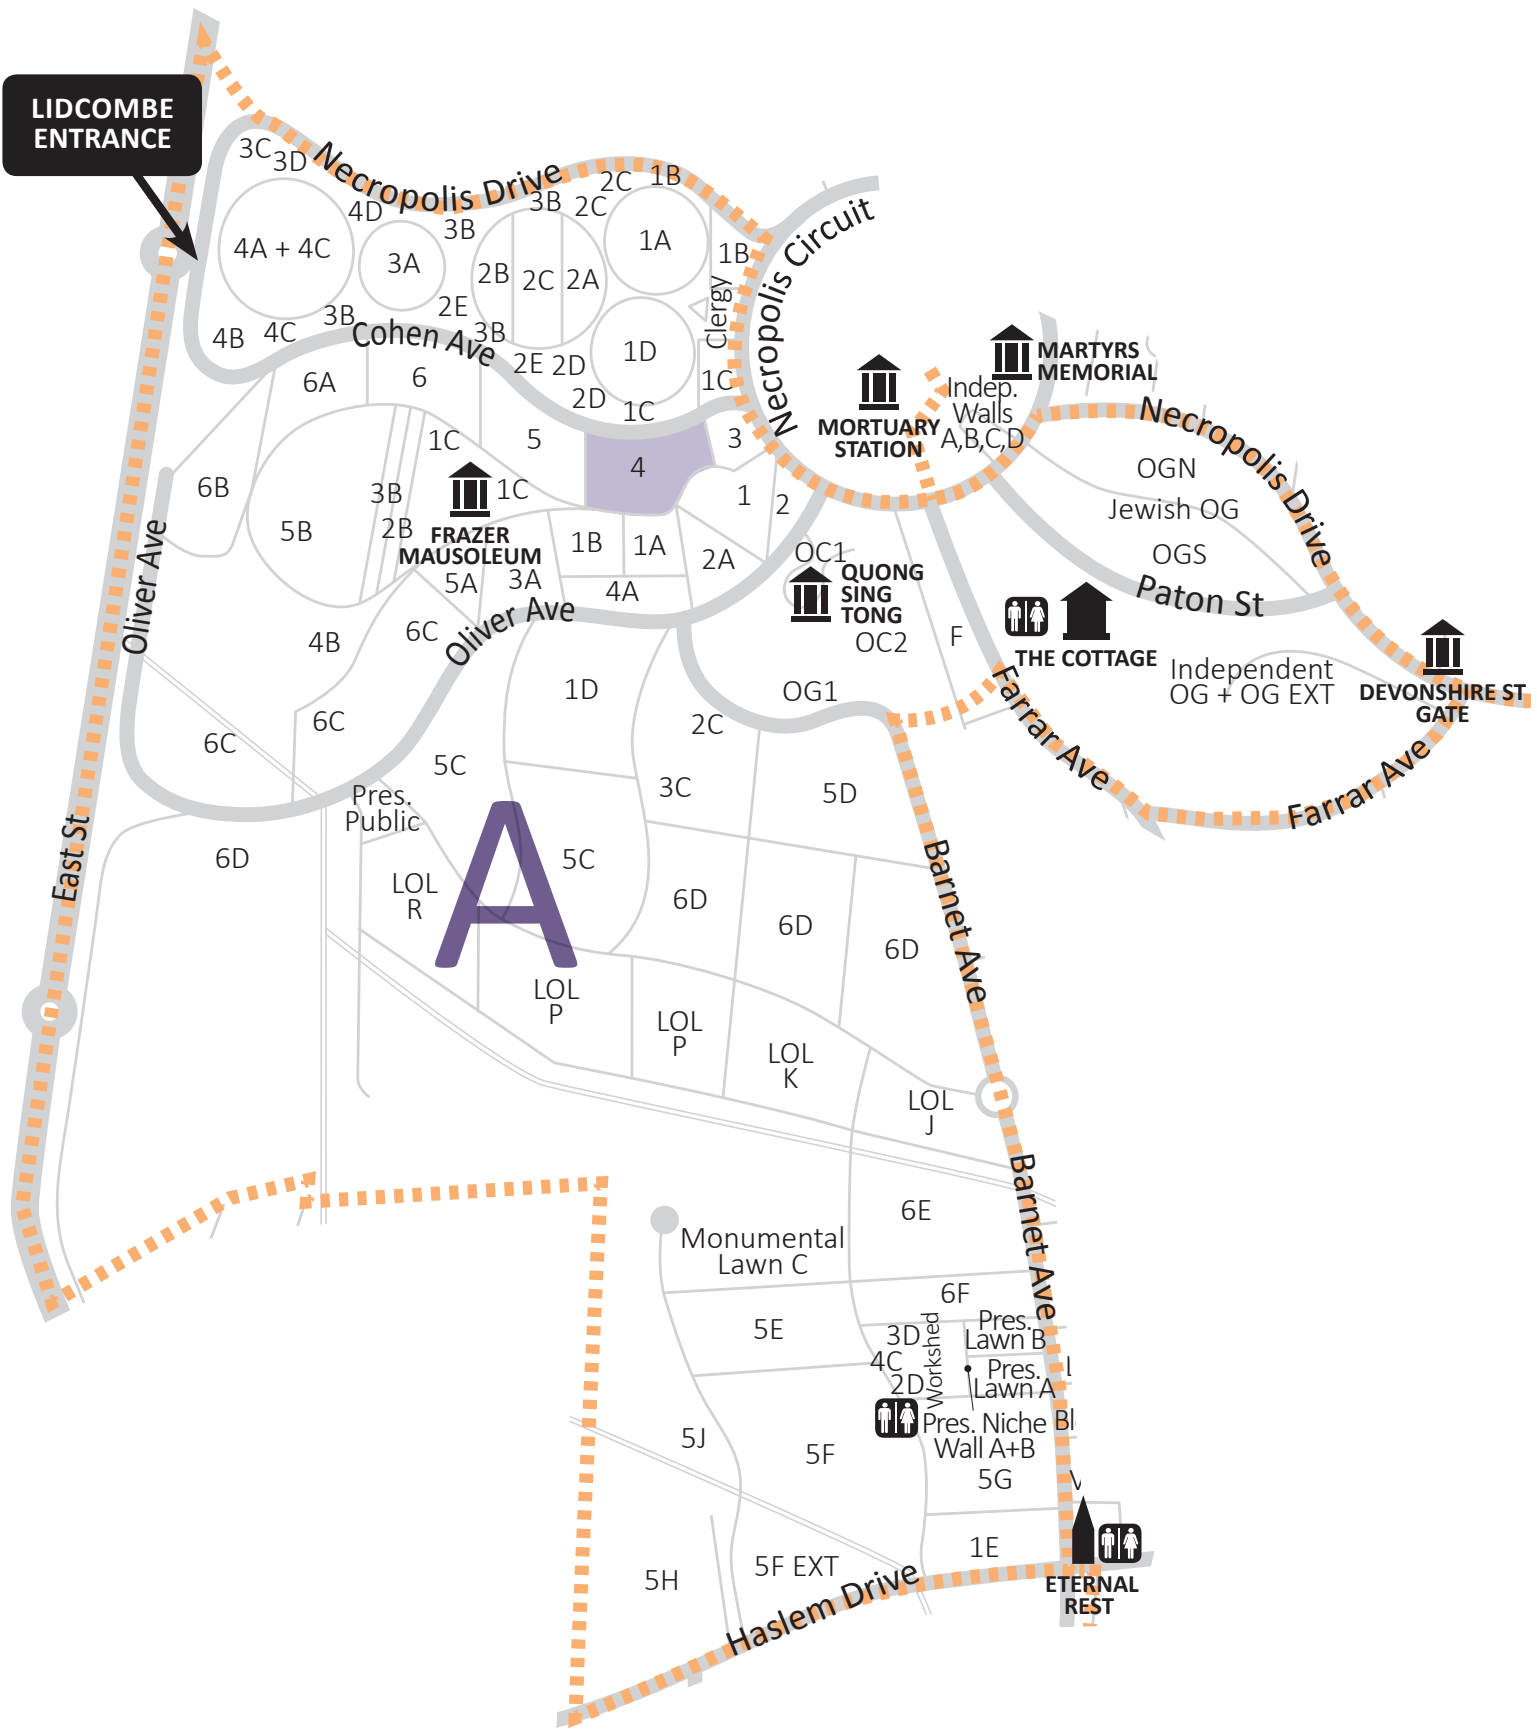 LIDCOMBE
ENTRANCE
3C
3D
Necropolis Drive
2C
1B
4D
3B
2C
3B
4A + 4C
3A
2B
2C
2A
1A
1B
Clergy
Necropolis Circuit
2E
3B
4B
4C
Cohen Ave
3B
2E
2D
1D
1C
6A
6
2D
1C
MARTYRS
MEMORIAL
Indep.
Walls
A,B,C,D
MORTUARY
STATION
Necropolis Drive
1C
5
4
3
6B
3B
1C
1
2
OGN
Jewish OG
OGS
5B
2B
FRAZER
MAUSOLEUM
1B
1A
2A
OC1
QUONG
SING
TONG
5A
3A
4A
Paton St
Oliver Ave
4B
6C
Oliver Ave
OC2
F
THE COTTAGE
Independent
OG + OG EXT
DEVONSHIRE ST
GATE
1D
OG1
6C
6C
2C
Farrar Ave
Farrar Ave
5C
3C
5D
Pres.
Public
East St
6D
LOL
R
A
5C
6D
6D
6D
Barnet Ave
LOL
P
LOL
P
LOL
K
LOL
J
Barnet Ave
6E
Monumental
Lawn C
6F
5E
3D
4C
2D
Workshed
Pres.
Lawn B
Pres.
Lawn A
Pres. Niche
Wall A+B
Bl
5J
5F
5G
5H
5F EXT
1E
Haslem Drive
ETERNAL
REST